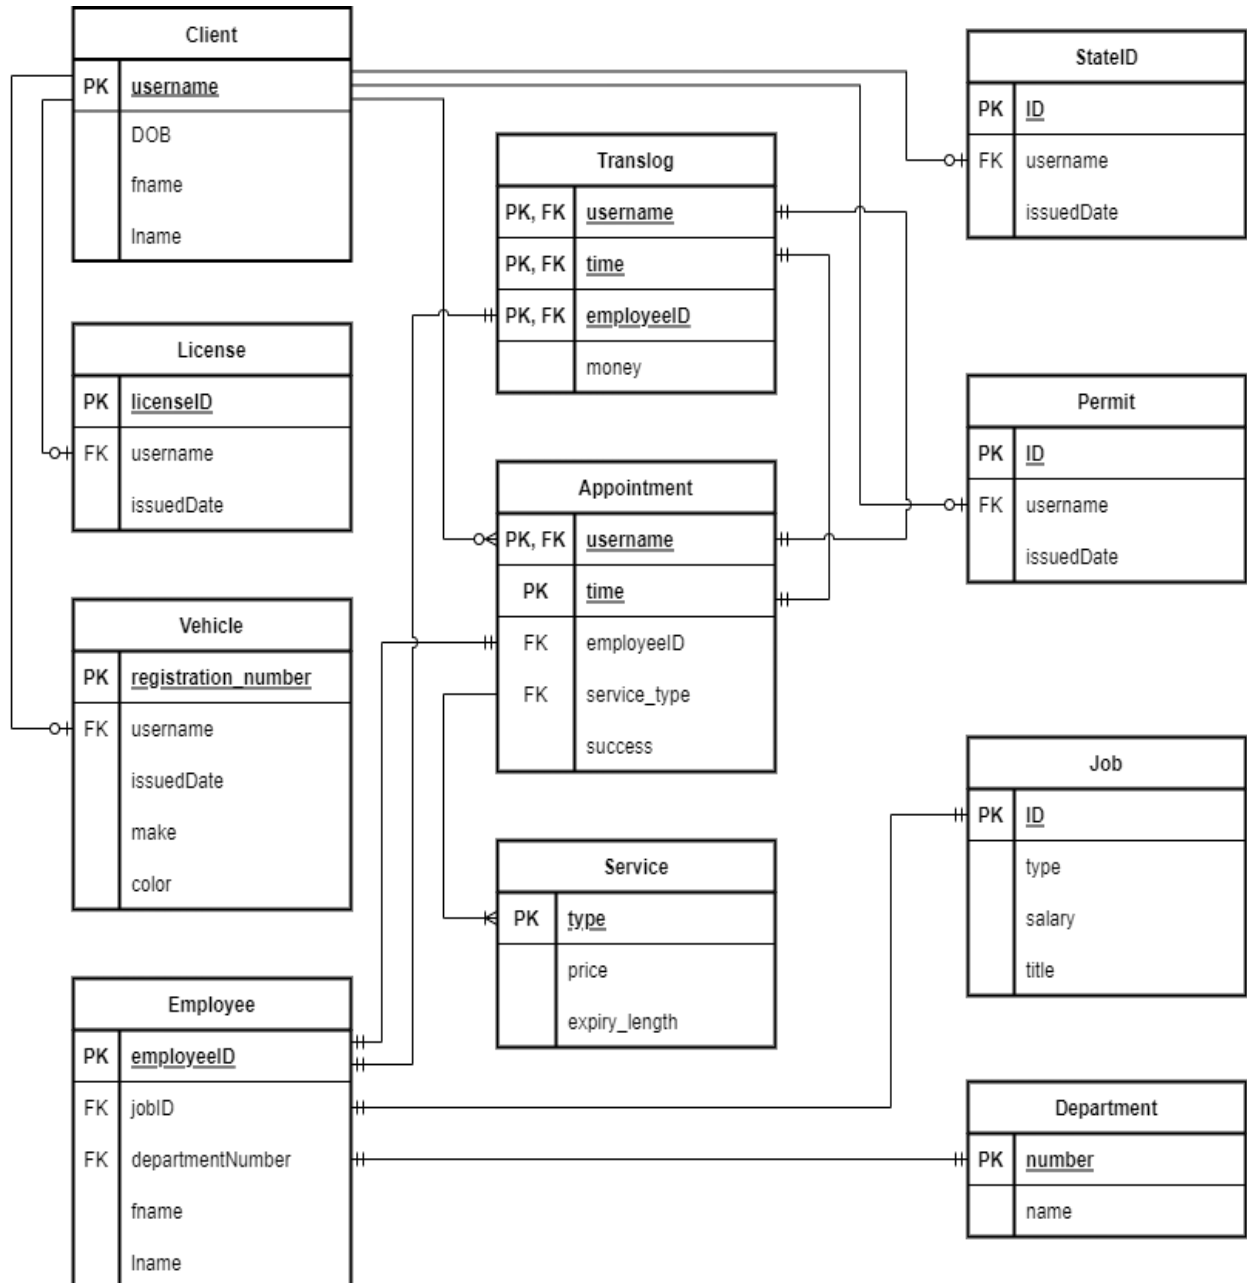 Client
PK username
DOB
fname
lname
License
PK licenseID
FK username
issuedDate
Vehicle
PK registration_number
FK username
issuedDate
make
color
Employee
PK employeeID
FK jobID
FK departmentNumber
fname
lname
Translog
PK, FK username
PK, FK time
PK, FK employeeID
money
Appointment
PK, FK username
PK time
FK employeeID
FK service_type
success
Service
PK type
price
expiry_length
StateID
PK ID
FK username
issuedDate
Permit
PK ID
FK username
issuedDate
Job
PK ID
type
salary
title
Department
PK number
name